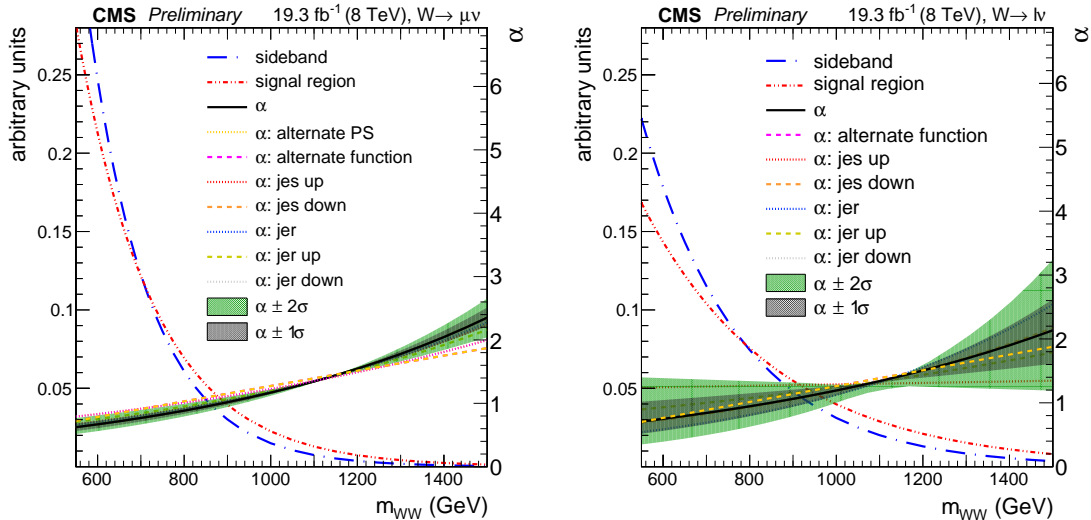 CMS Preliminary 19.3 fb⁻¹ (8 TeV), W→ μν
arbitrary units
α
0.25
0.2
0.15
0.1
0.05
6
5
4
3
2
1
0
sideband
signal region
α
α: alternate PS
α: alternate function
α: jes up
α: jes down
α: jer
α: jer up
α: jer down
α ± 2σ
α ± 1σ
600 800 1000 1200 1400
m_WW (GeV)
CMS Preliminary 19.3 fb⁻¹ (8 TeV), W→ lν
arbitrary units
α
0.25
0.2
0.15
0.1
0.05
6
5
4
3
2
1
0
sideband
signal region
α
α: alternate function
α: jes up
α: jes down
α: jer
α: jer up
α: jer down
α ± 2σ
α ± 1σ
600 800 1000 1200 1400
m_WW (GeV)